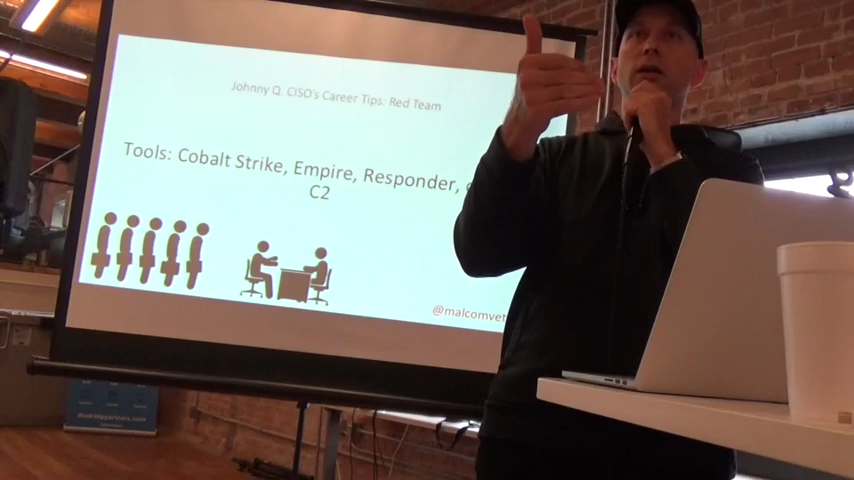 Johnny Q. CISO's Career Tips: Red Team
Tools: Cobalt Strike, Empire, Responder,
C2
@malcomvet